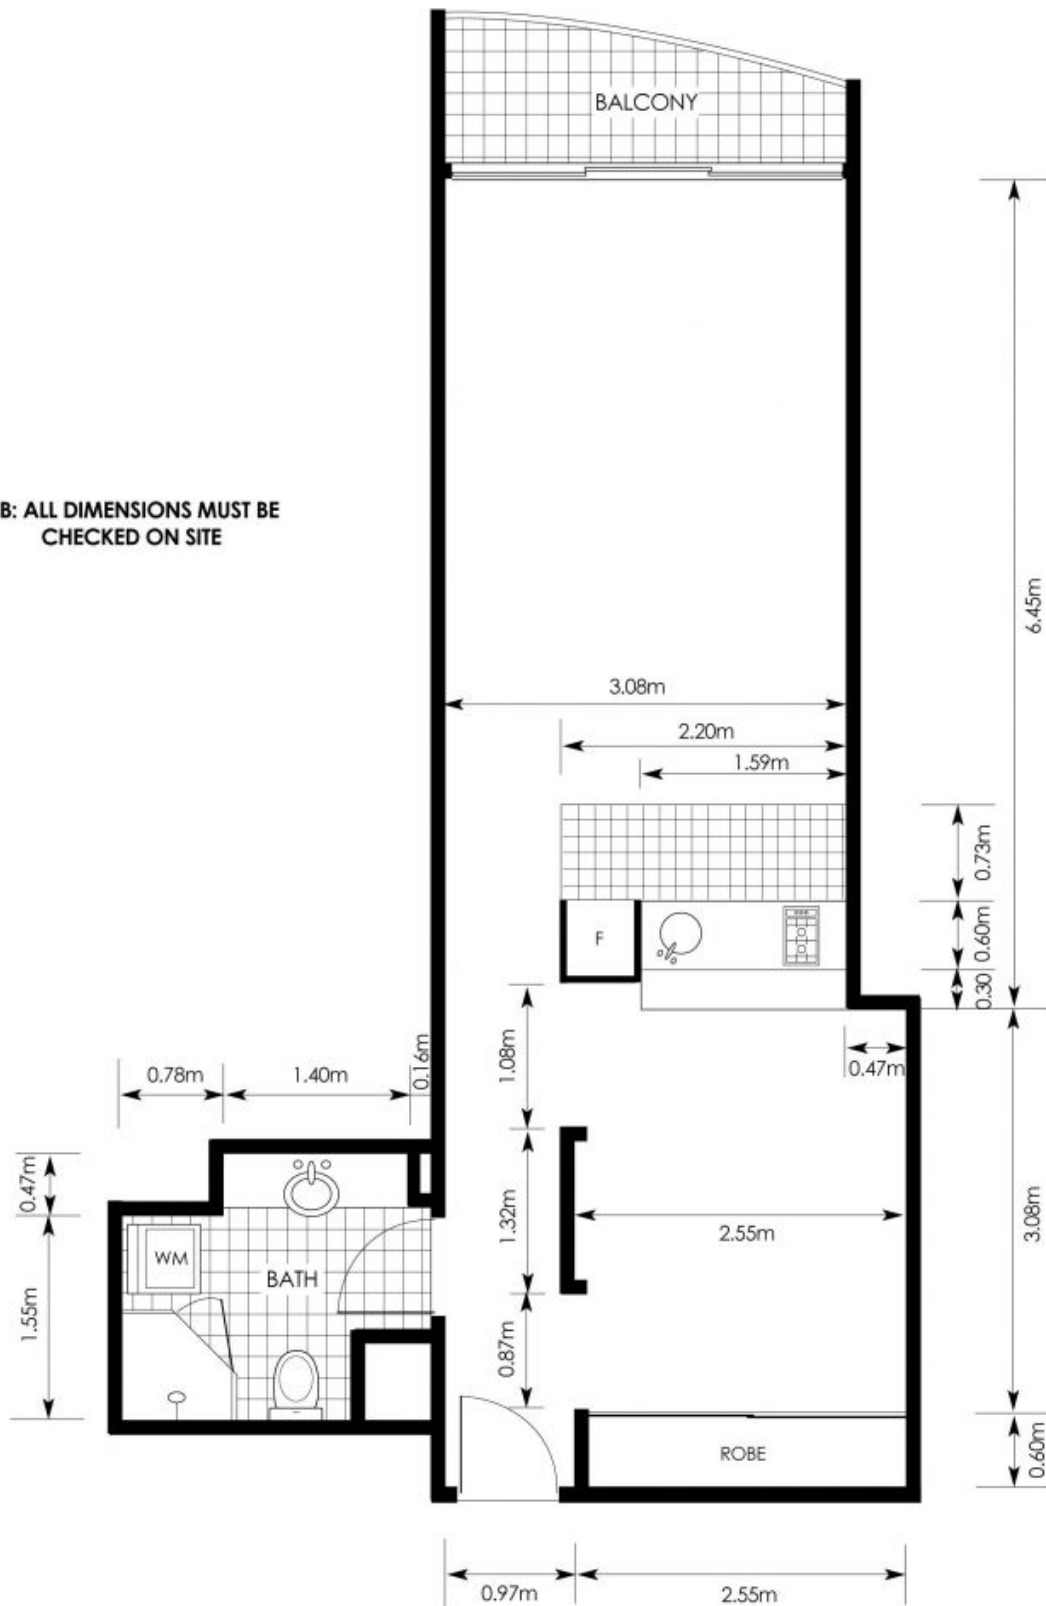 BALCONY
B: ALL DIMENSIONS MUST BE
CHECKED ON SITE
6.45m
3.08m
2.20m
1.59m
0.73m
F
0.60m
0.30
1.08m
0.16m
0.78m
1.40m
0.47m
0.47m
1.32m
2.55m
3.08m
WM
BATH
1.55m
0.87m
ROBE
0.60m
0.97m
2.55m